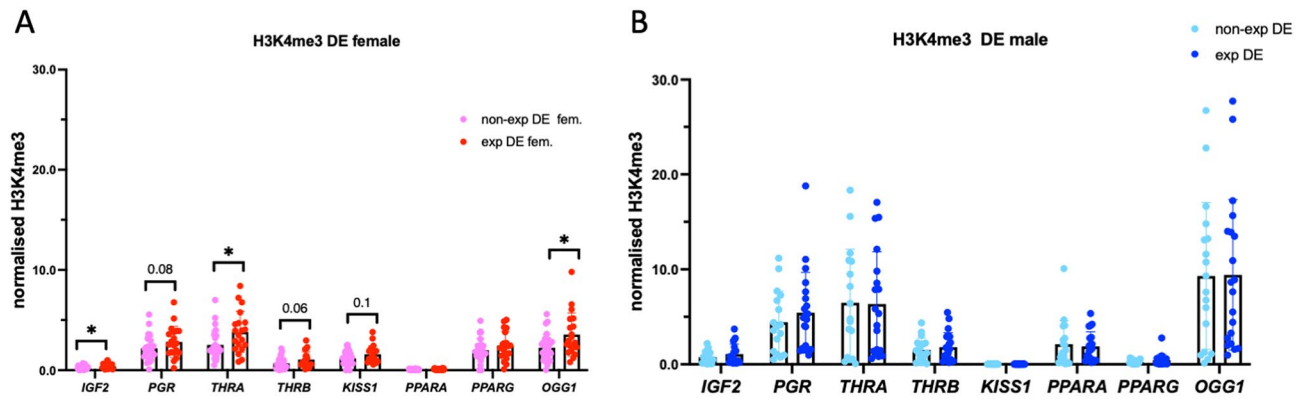 A
H3K4me3 DE female
normalised H3K4me3
30.0
20.0
10.0
0.0
non-exp DE fem.
exp DE fem.
*
0.08
*
0.06
0.1
*
IGF2 PGR THRA THRB KISS1 PPARA PPARG OGG1
B
H3K4me3 DE male
non-exp DE
exp DE
normalised H3K4me3
30.0
20.0
10.0
0.0
IGF2 PGR THRA THRB KISS1 PPARA PPARG OGG1